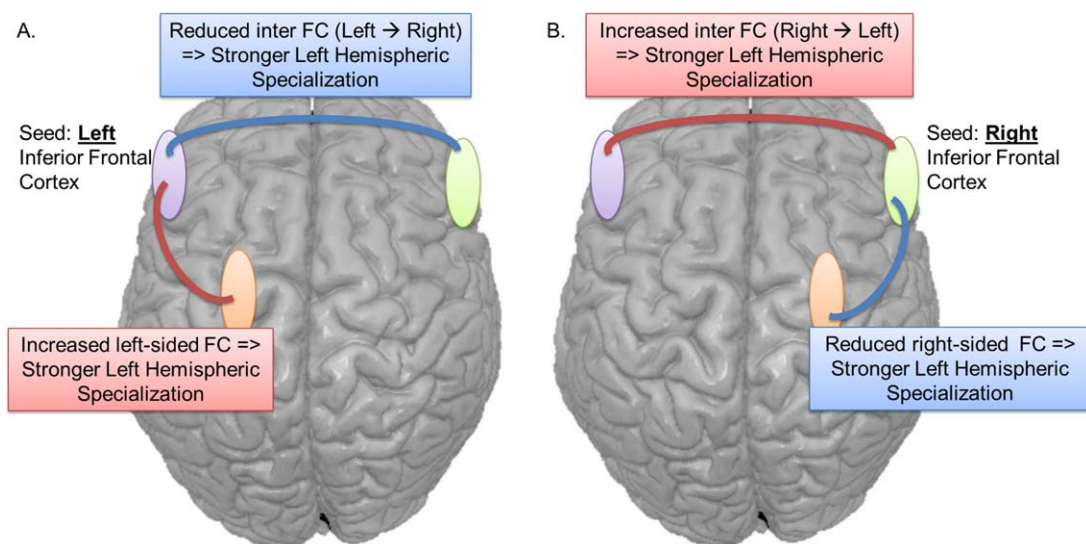 A.
Reduced inter FC (Left → Right)
=> Stronger Left Hemispheric
Specialization
Seed: Left
Inferior Frontal
Cortex
Increased left-sided FC =>
Stronger Left Hemispheric
Specialization
B.
Increased inter FC (Right → Left)
=> Stronger Left Hemispheric
Specialization
Seed: Right
Inferior Frontal
Cortex
Reduced right-sided FC =>
Stronger Left Hemispheric
Specialization